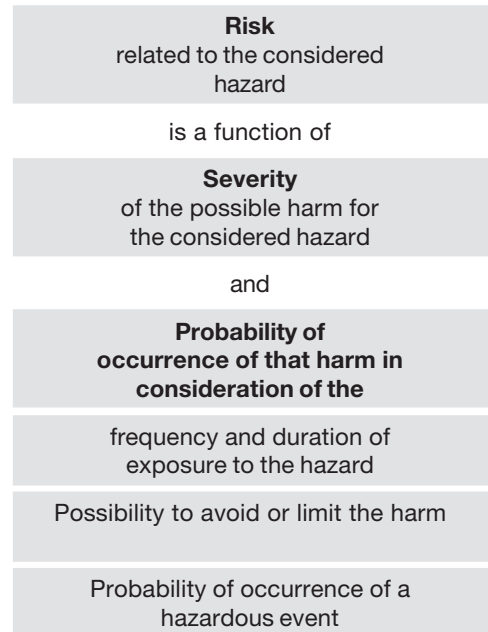 Risk
related to the considered
hazard
is a function of
Severity
of the possible harm for
the considered hazard
and
Probability of
occurrence of that harm in
consideration of the
frequency and duration of
exposure to the hazard
Possibility to avoid or limit the harm
Probability of occurrence of a
hazardous event